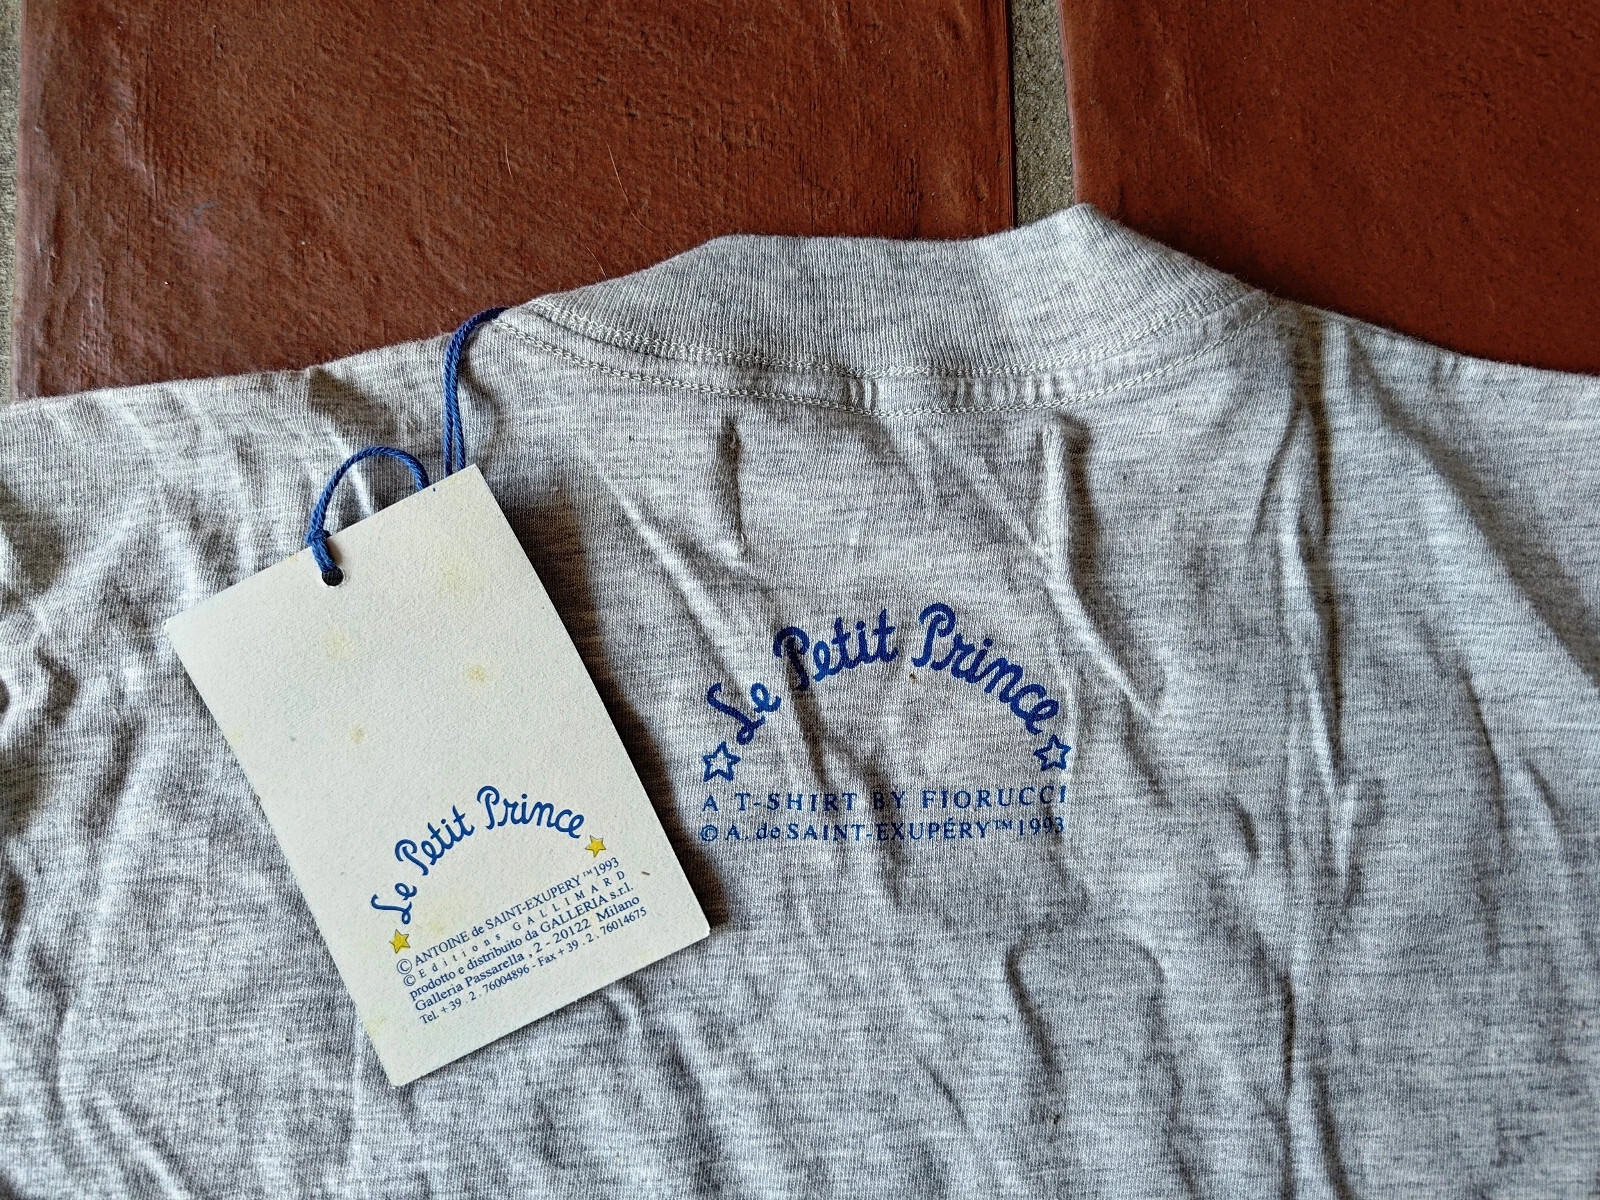 Le Petit Prince
© ANTOINE de SAINT-EXUPERY™1993
© Editions GALLIMARD
prodotto e distribuito da GALLERIA s.r.l.
Galleria Passarella , 2 - 20122 Milano
Tel. +39 . 2 . 76004896 - Fax +39 . 2 . 76014675
Le Petit Prince
A T-SHIRT BY FIORUCCI
© A. de SAINT-EXUPÉRY™1993